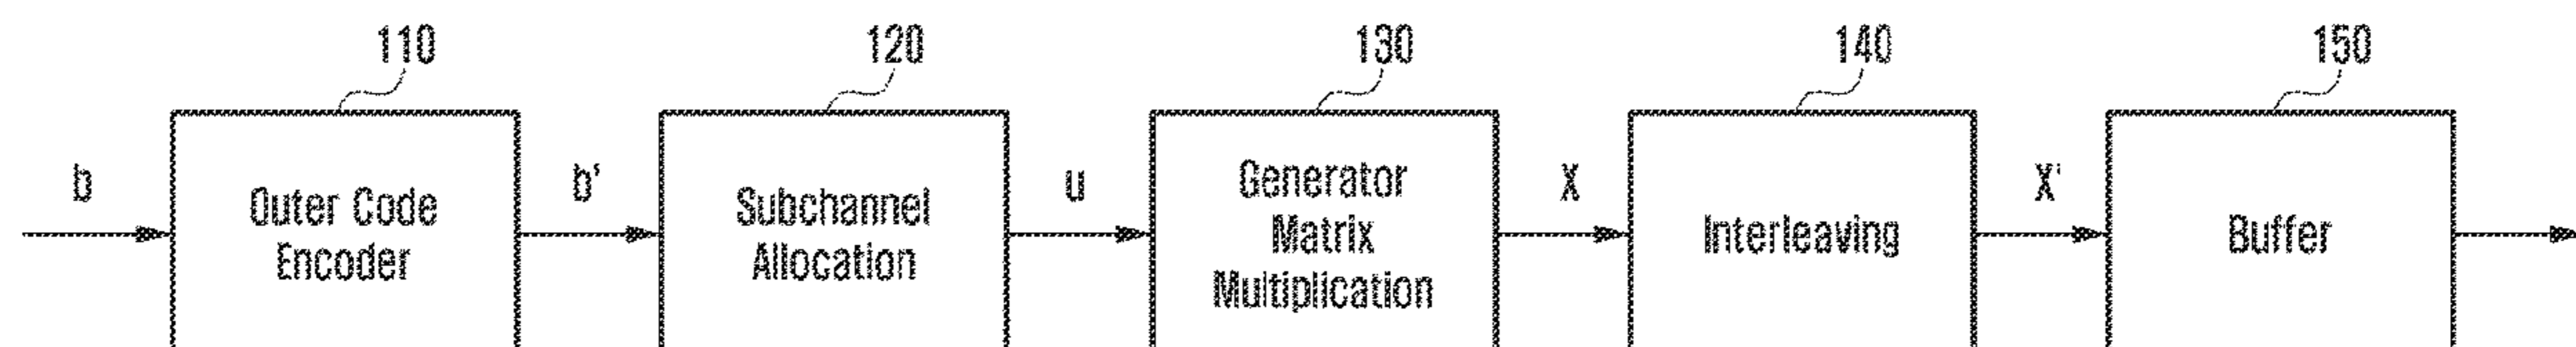 110
120
130
140
150
b
Outer Code
Encoder
b'
Subchannel
Allocation
u
Generator
Matrix
Multiplication
X
Interleaving
X'
Buffer